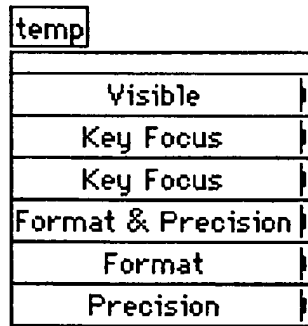 temp
Visible
Key Focus
Key Focus
Format & Precision
Format
Precision